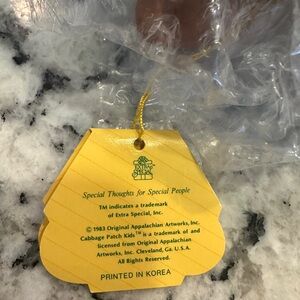 Special Thoughts for Special People
TM indicates a trademark
of Extra Special, Inc.
© 1983 Original Appalachian Artworks, Inc.
Cabbage Patch Kids™ is a trademark of and
licensed from Original Appalachian
Artworks, Inc. Cleveland, Ga. U.S.A.
All Rights Reserved.
PRINTED IN KOREA